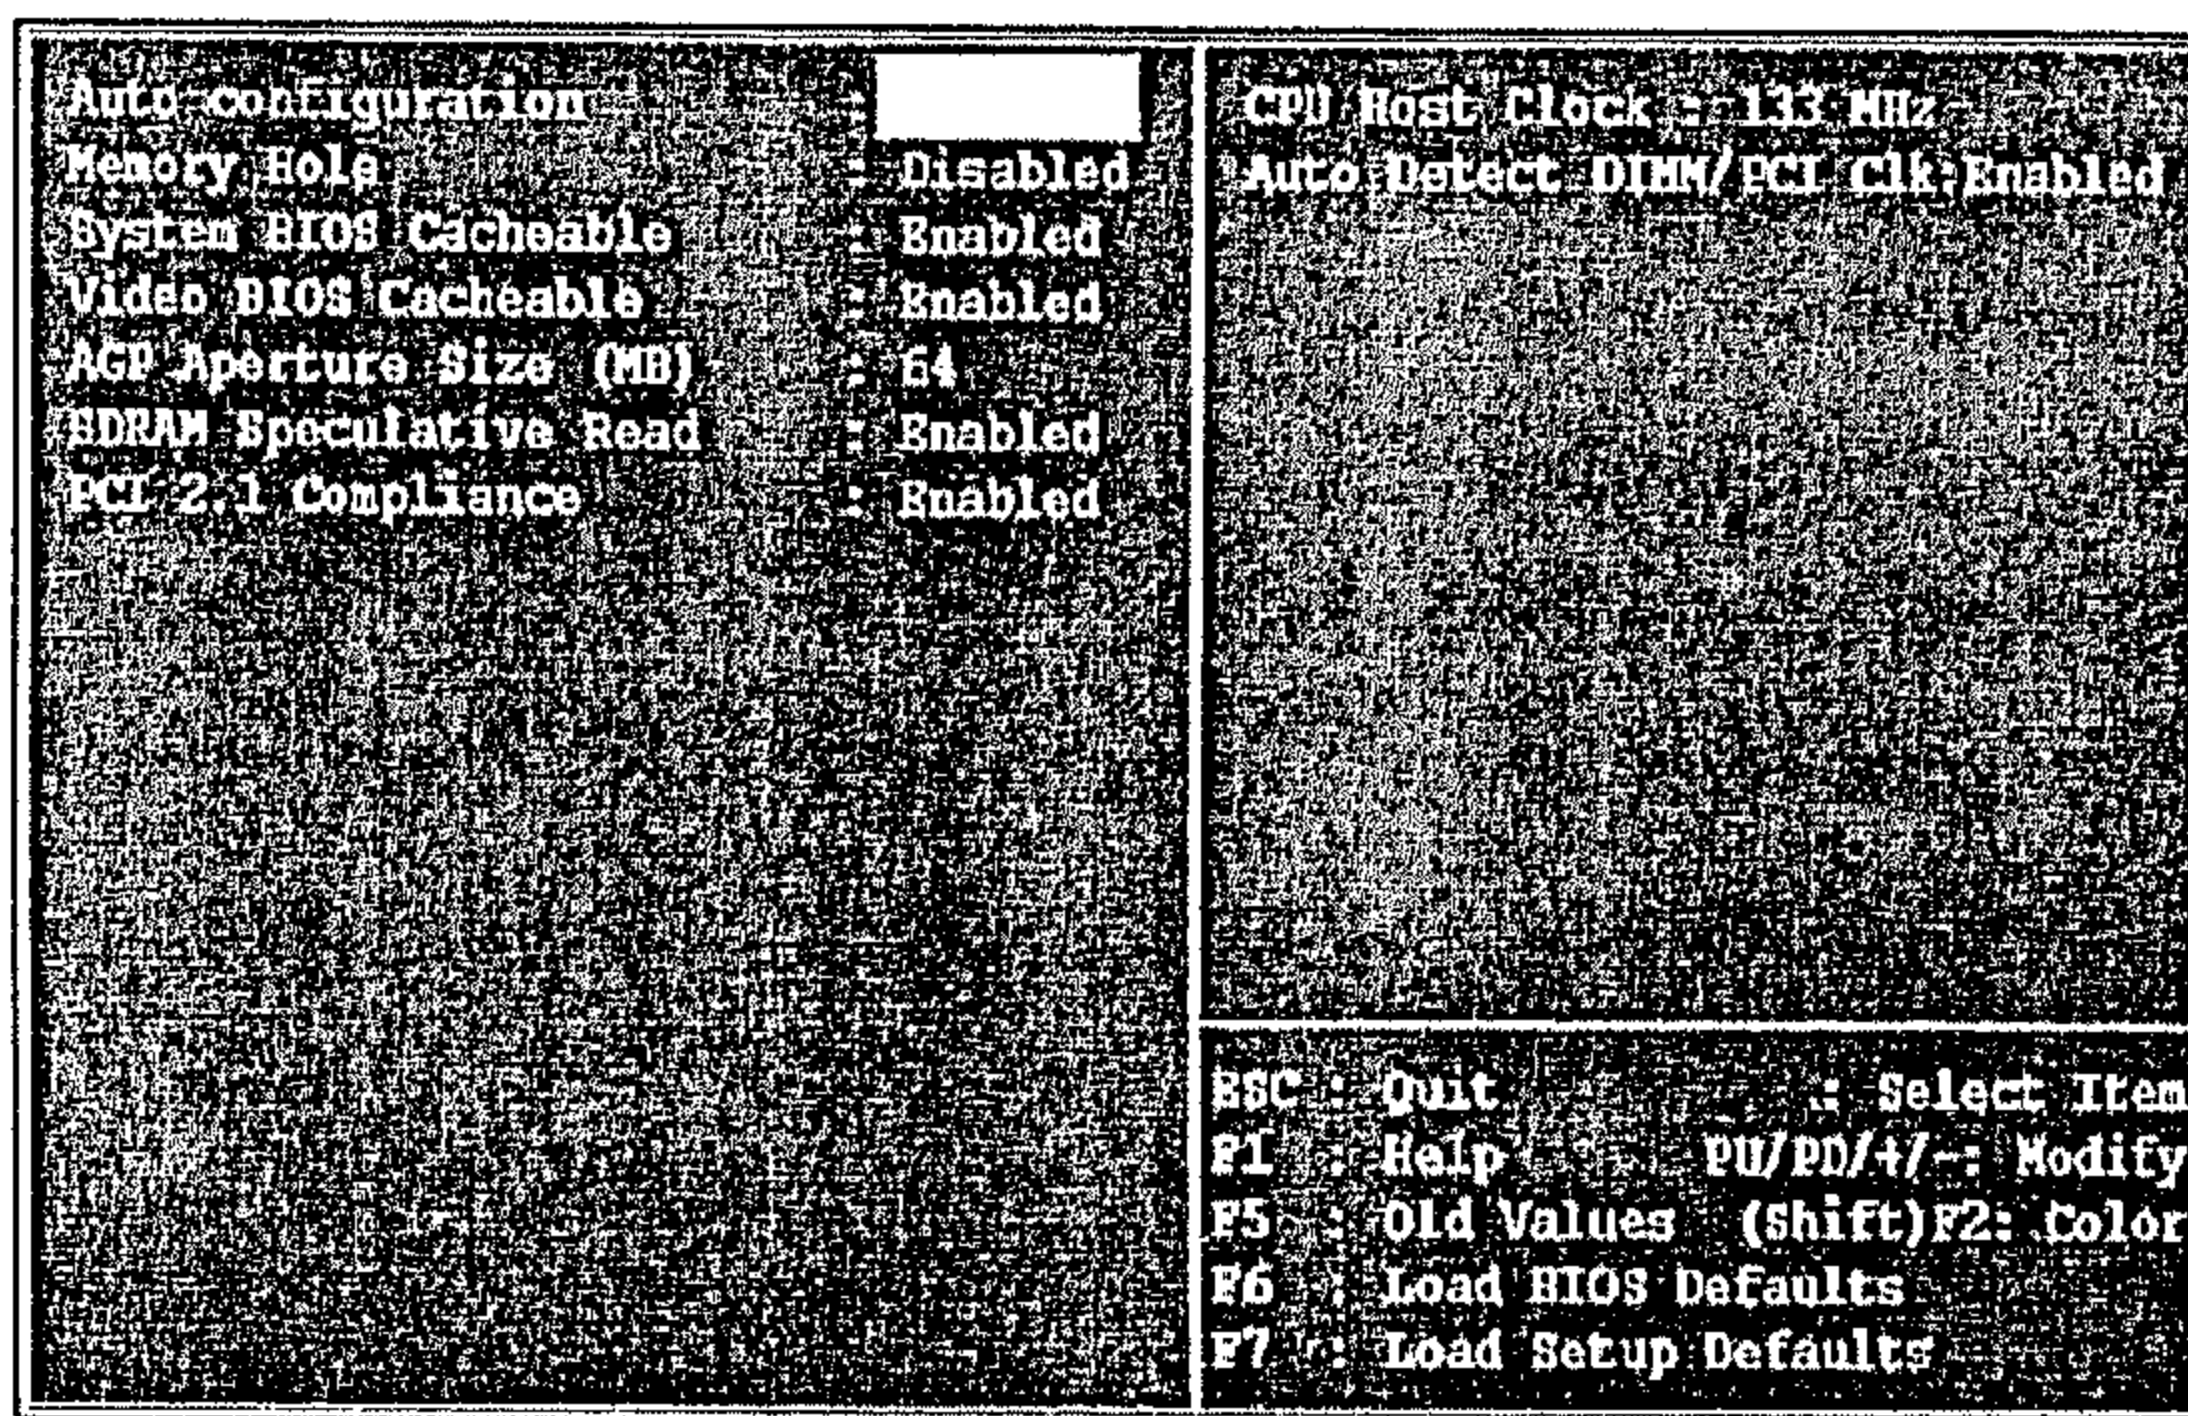 Auto configuration :
Memory Hole : Disabled
System BIOS Cacheable : Enabled
Video BIOS Cacheable : Enabled
AGP Aperture Size (MB) : 64
SDRAM Speculative Read : Enabled
PCI 2.1 Compliance : Enabled
CPU Host Clock : 133 MHz
Auto Detect DIMM/PCI Clk:Enabled
ESC : Quit : Select Item
F1 : Help PU/PD/+/-: Modify
F5 : Old Values (Shift)F2: Color
F6 : Load BIOS Defaults
F7 : Load Setup Defaults